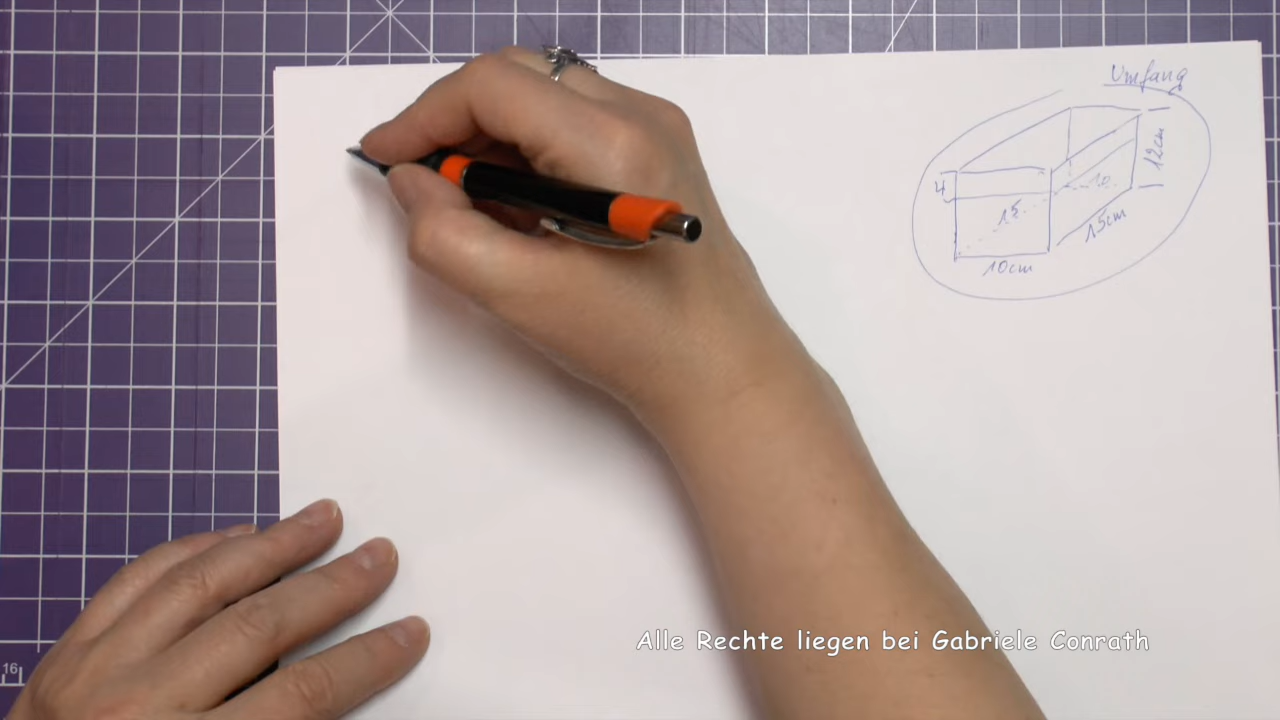 Umfang
12cm
4
10
15
15cm
10cm
Alle Rechte liegen bei Gabriele Conrath
16